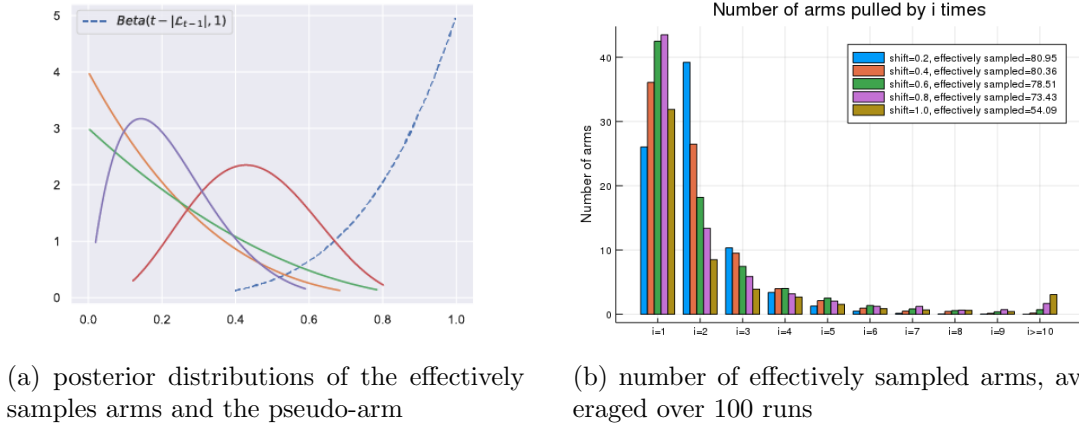 Beta(t − |ℒₜ₋₁|, 1)
5
4
3
2
1
0
0.0 0.2 0.4 0.6 0.8 1.0
(a) posterior distributions of the effectively
samples arms and the pseudo-arm
Number of arms pulled by i times
Number of arms
40
30
20
10
0
shift=0.2, effectively sampled=80.95
shift=0.4, effectively sampled=80.36
shift=0.6, effectively sampled=78.51
shift=0.8, effectively sampled=73.43
shift=1.0, effectively sampled=54.09
i=1 i=2 i=3 i=4 i=5 i=6 i=7 i=8 i=9 i>=10
(b) number of effectively sampled arms, av
eraged over 100 runs